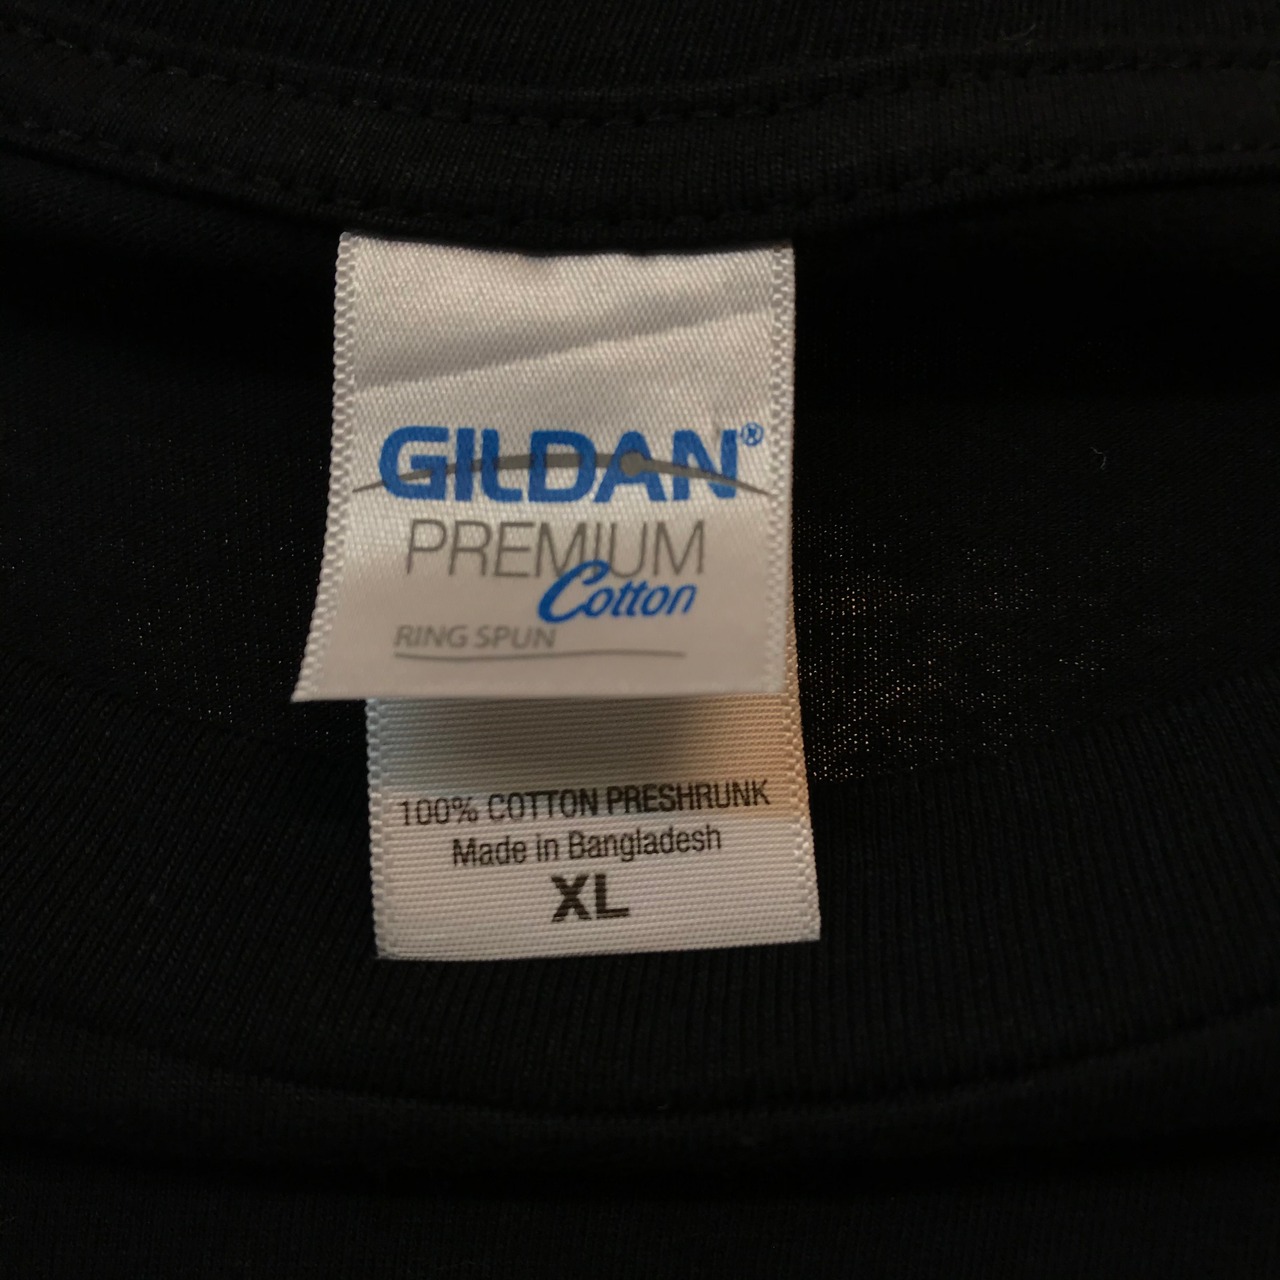 GILDAN®
PREMIUM
Cotton
RING SPUN
100% COTTON PRESHRUNK
Made in Bangladesh
XL